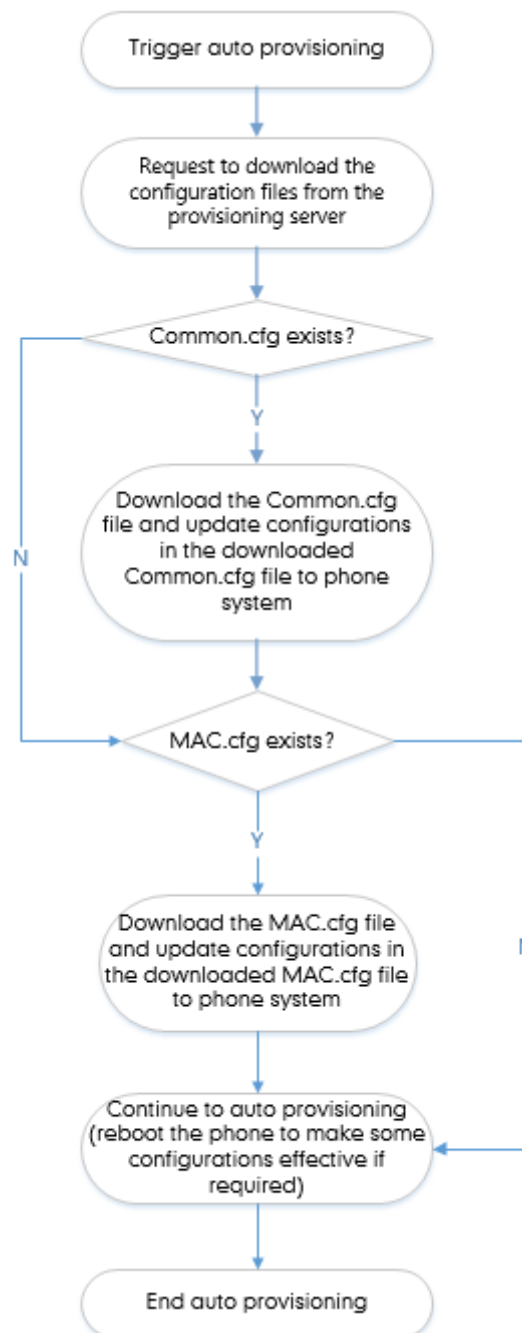 Trigger auto provisioning
Request to download the
configuration files from the
provisioning server
Common.cfg exists?
Y
Download the Common.cfg
file and update configurations
in the downloaded
Common.cfg file to phone
system
N
MAC.cfg exists?
Y
Download the MAC.cfg file
and update configurations in
the downloaded MAC.cfg file
to phone system
Continue to auto provisioning
(reboot the phone to make some
configurations effective if
required)
End auto provisioning